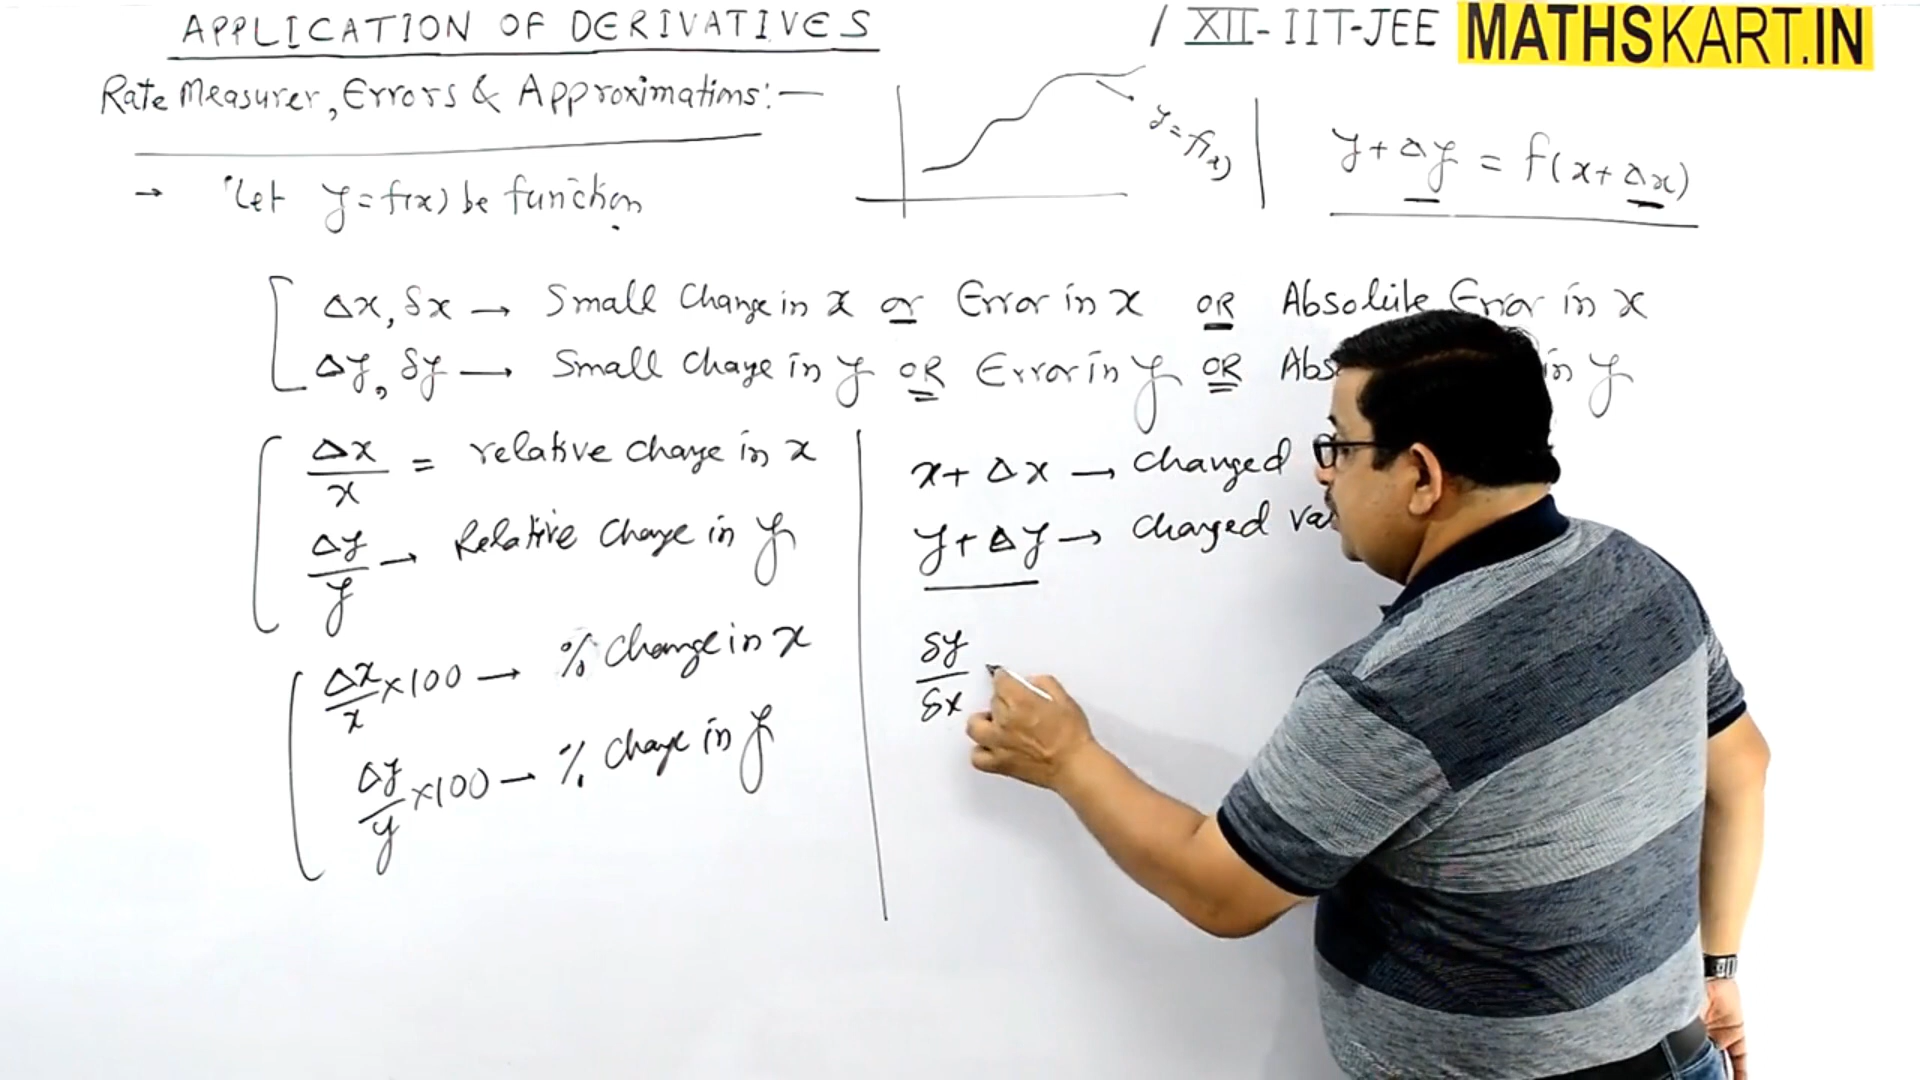 APPLICATION OF DERIVATIVES
/ XII-IIT-JEE
MATHSKART.IN
Rate Measurer, Errors & Approximations:—
→ Let y = f(x) be function
y = f(x)
y + Δy = f(x + Δx)
Δx, δx → Small Change in x or Error in x OR Absolute Error in x
Δy, δy → Small Change in y OR Error in y OR Abs in y
Δx/x = relative change in x
Δy/y → Relative Change in y
Δx/x × 100 → % Change in x
Δy/y × 100 → % Change in y
x + Δx → Changed
y + Δy → Changed Va
δy/δx